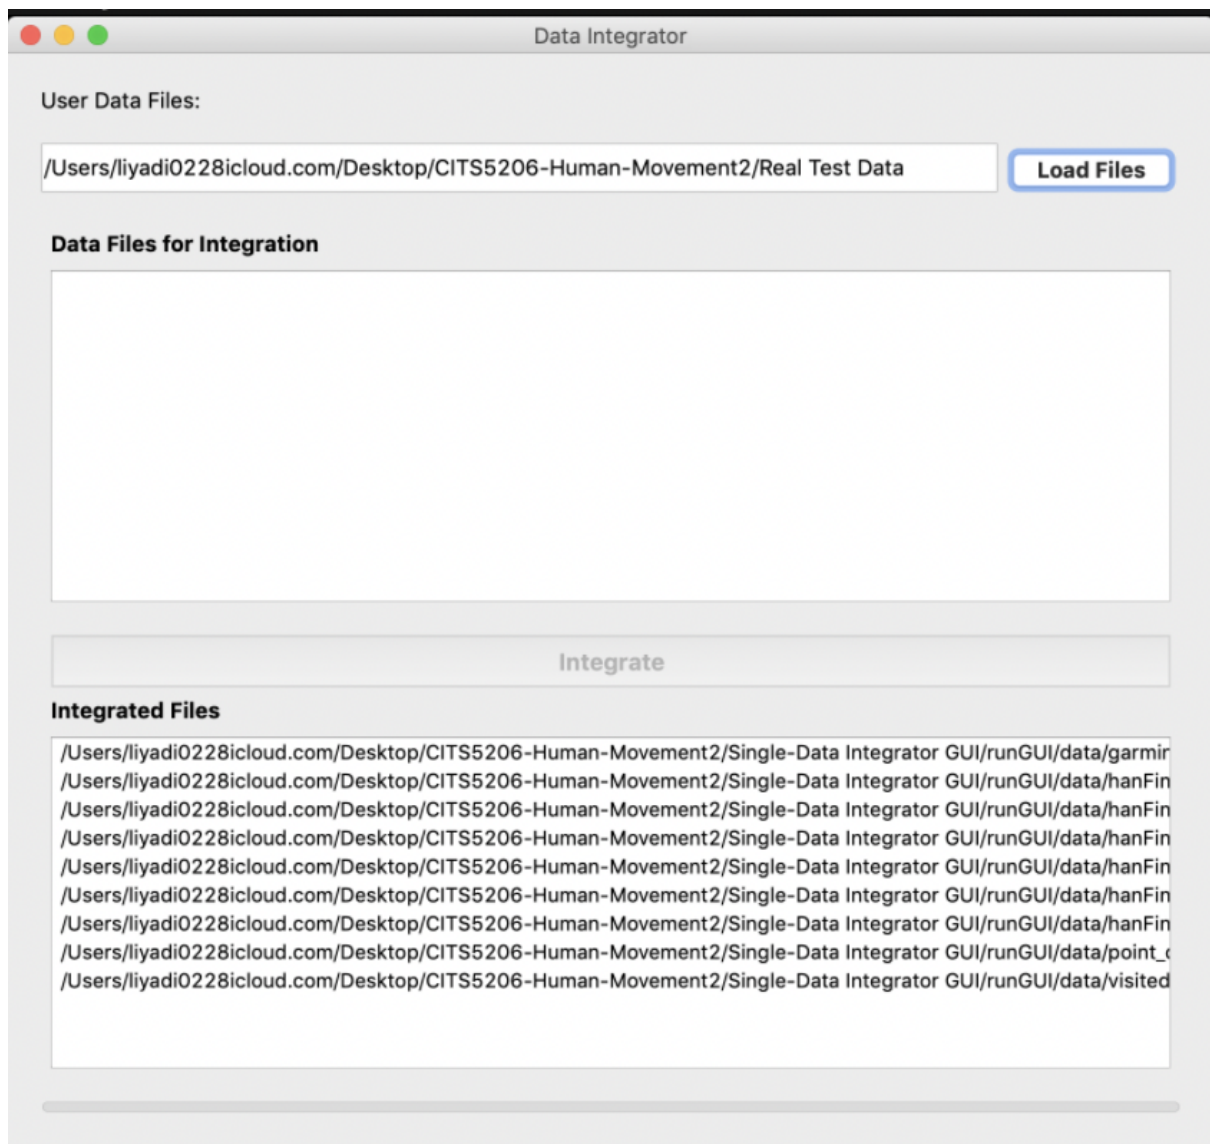 Data Integrator
User Data Files:
/Users/liyadi0228icloud.com/Desktop/CITS5206-Human-Movement2/Real Test Data
Load Files
Data Files for Integration
Integrate
Integrated Files
/Users/liyadi0228icloud.com/Desktop/CITS5206-Human-Movement2/Single-Data Integrator GUI/runGUI/data/garmin
/Users/liyadi0228icloud.com/Desktop/CITS5206-Human-Movement2/Single-Data Integrator GUI/runGUI/data/hanFin
/Users/liyadi0228icloud.com/Desktop/CITS5206-Human-Movement2/Single-Data Integrator GUI/runGUI/data/hanFin
/Users/liyadi0228icloud.com/Desktop/CITS5206-Human-Movement2/Single-Data Integrator GUI/runGUI/data/hanFin
/Users/liyadi0228icloud.com/Desktop/CITS5206-Human-Movement2/Single-Data Integrator GUI/runGUI/data/hanFin
/Users/liyadi0228icloud.com/Desktop/CITS5206-Human-Movement2/Single-Data Integrator GUI/runGUI/data/hanFin
/Users/liyadi0228icloud.com/Desktop/CITS5206-Human-Movement2/Single-Data Integrator GUI/runGUI/data/hanFin
/Users/liyadi0228icloud.com/Desktop/CITS5206-Human-Movement2/Single-Data Integrator GUI/runGUI/data/point_
/Users/liyadi0228icloud.com/Desktop/CITS5206-Human-Movement2/Single-Data Integrator GUI/runGUI/data/visited